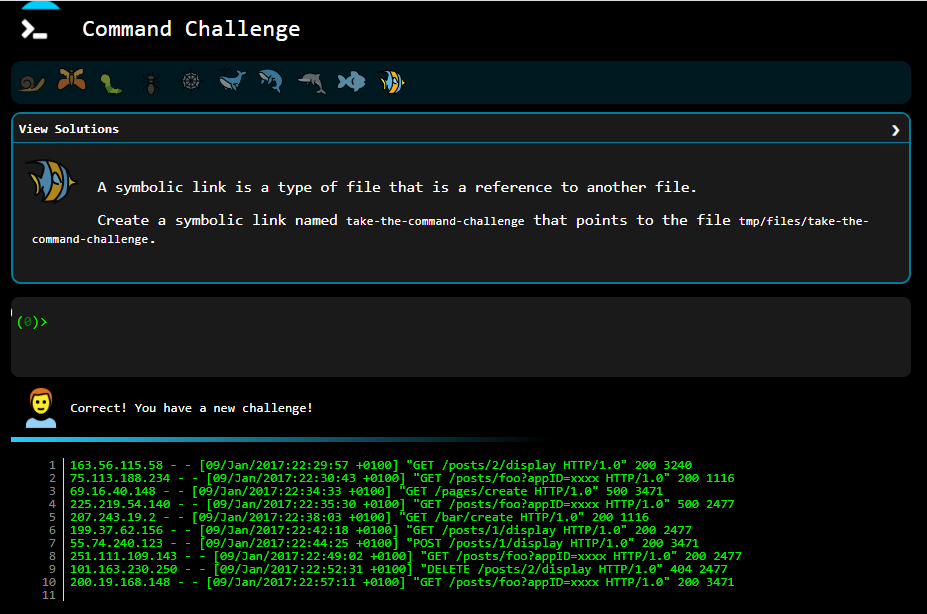 Command Challenge
View Solutions
A symbolic link is a type of file that is a reference to another file.
Create a symbolic link named take-the-command-challenge that points to the file tmp/files/take-the-
command-challenge.
(0)>
Correct! You have a new challenge!
1 163.56.115.58 - - [09/Jan/2017:22:29:57 +0100] "GET /posts/2/display HTTP/1.0" 200 3240
2 75.113.188.234 - - [09/Jan/2017:22:30:43 +0100] "GET /posts/foo?appID=xxxx HTTP/1.0" 200 1116
3 69.16.40.148 - - [09/Jan/2017:22:34:33 +0100] "GET /pages/create HTTP/1.0" 500 3471
4 225.219.54.140 - - [09/Jan/2017:22:35:30 +0100] "GET /posts/foo?appID=xxxx HTTP/1.0" 500 2477
5 207.243.19.2 - - [09/Jan/2017:22:38:03 +0100] "GET /bar/create HTTP/1.0" 200 1116
6 199.37.62.156 - - [09/Jan/2017:22:42:18 +0100] "GET /posts/1/display HTTP/1.0" 200 2477
7 55.74.240.123 - - [09/Jan/2017:22:44:25 +0100] "POST /posts/1/display HTTP/1.0" 200 3471
8 251.111.109.143 - - [09/Jan/2017:22:49:02 +0100] "GET /posts/foo?appID=xxxx HTTP/1.0" 200 2477
9 101.163.230.250 - - [09/Jan/2017:22:52:31 +0100] "DELETE /posts/2/display HTTP/1.0" 404 2477
10 200.19.168.148 - - [09/Jan/2017:22:57:11 +0100] "GET /posts/foo?appID=xxxx HTTP/1.0" 200 3471
11